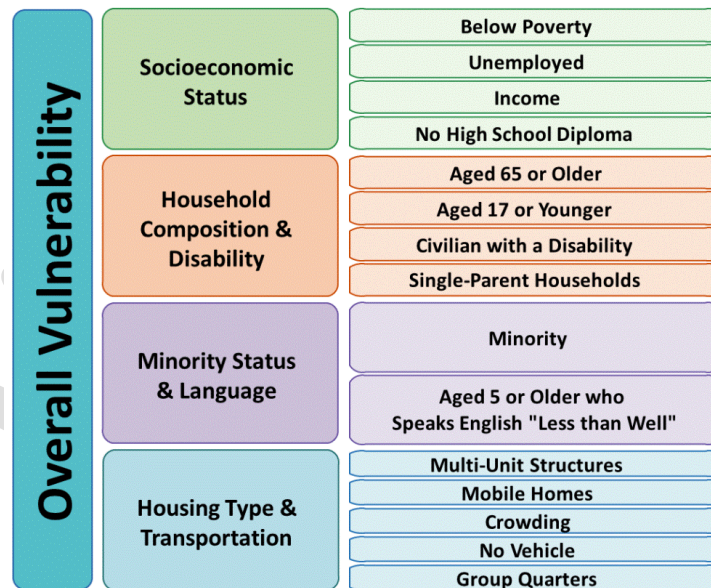 Overall Vulnerability
Socioeconomic
Status
Below Poverty
Unemployed
Income
No High School Diploma
Household
Composition &
Disability
Aged 65 or Older
Aged 17 or Younger
Civilian with a Disability
Single-Parent Households
Minority Status
& Language
Minority
Aged 5 or Older who
Speaks English "Less than Well"
Housing Type &
Transportation
Multi-Unit Structures
Mobile Homes
Crowding
No Vehicle
Group Quarters